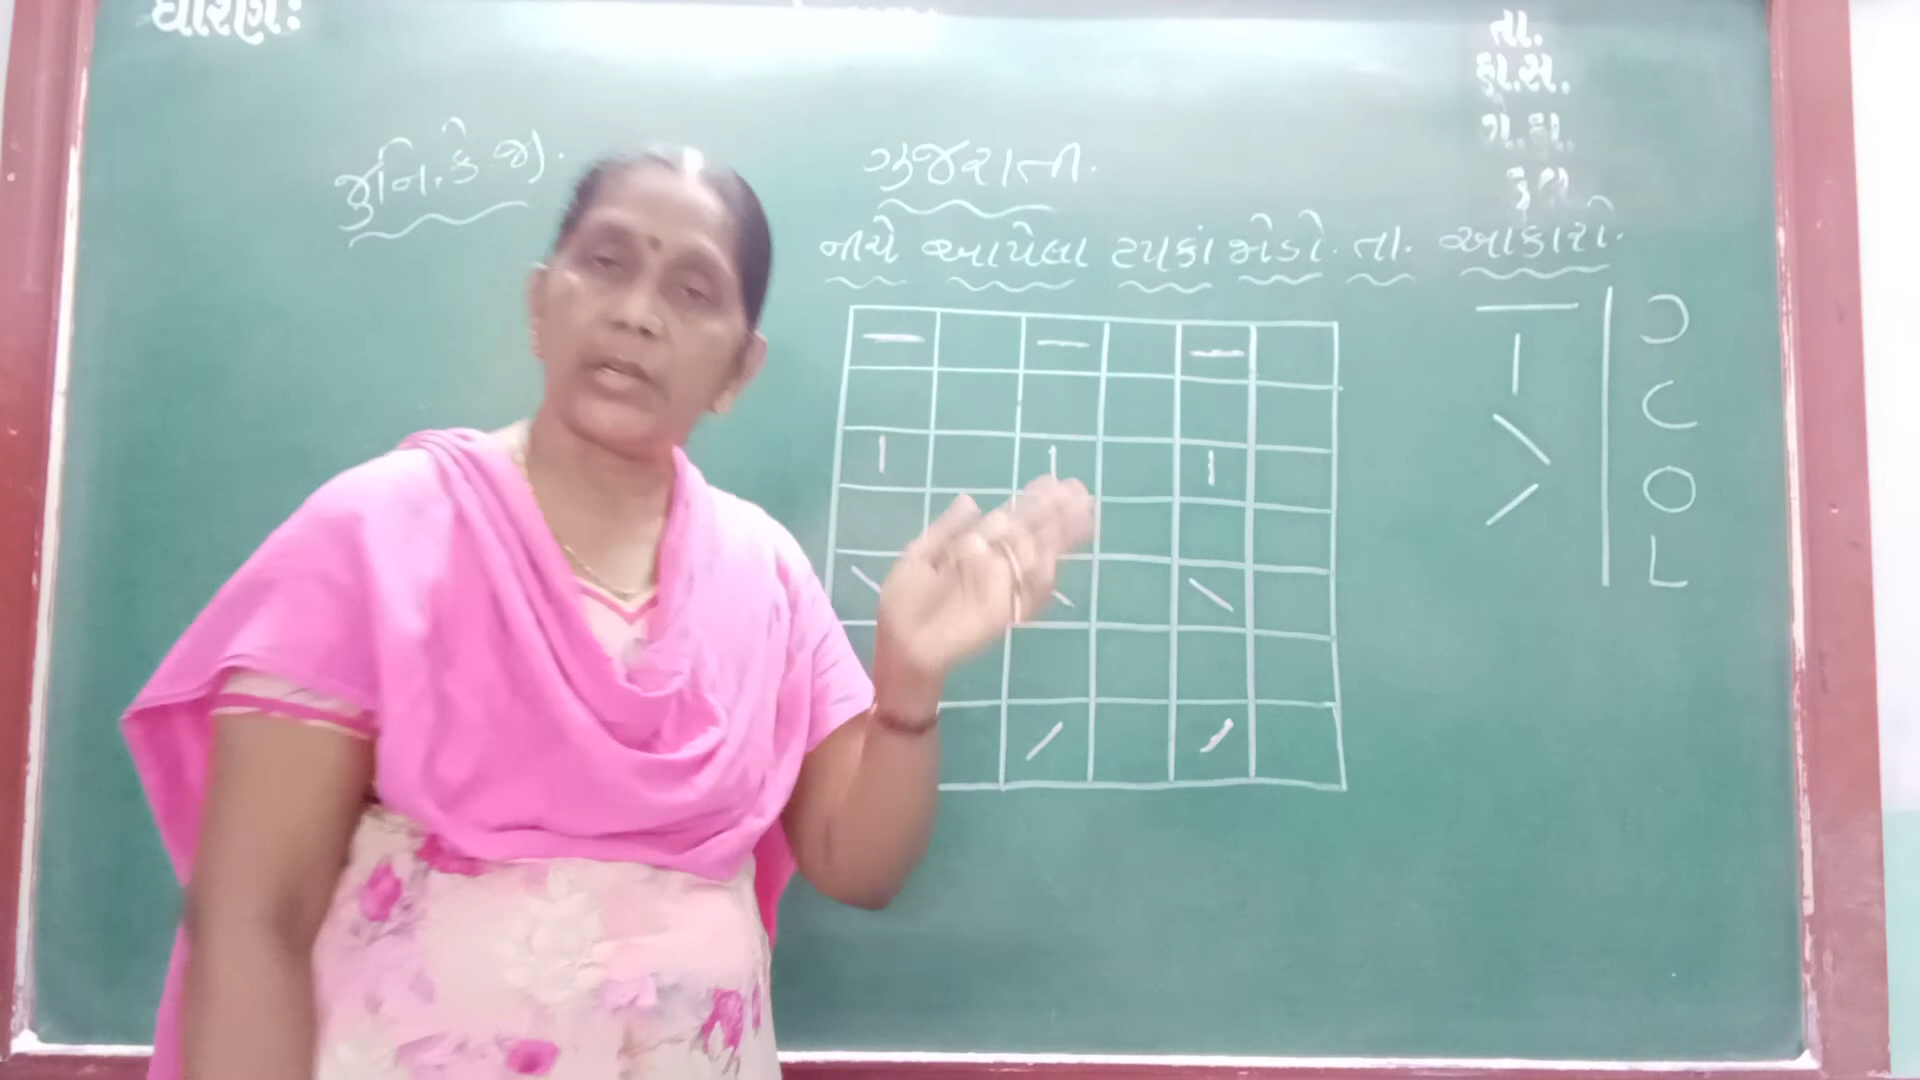 ધોરણઃ
તા.
કા.સ.
ગે.હા.
કુલ
જુનિ.કે.જી.
ગુજરાતી.
નીચે આપેલા ટપકાં જોડો. તા. આકારો.